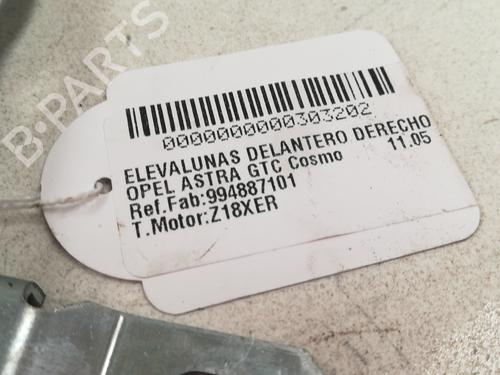 B-PARTS
0000000000303202
ELEVALUNAS DELANTERO DERECHO
OPEL ASTRA GTC Cosmo 11.05
Ref.Fab:994887101
T.Motor:Z18XER